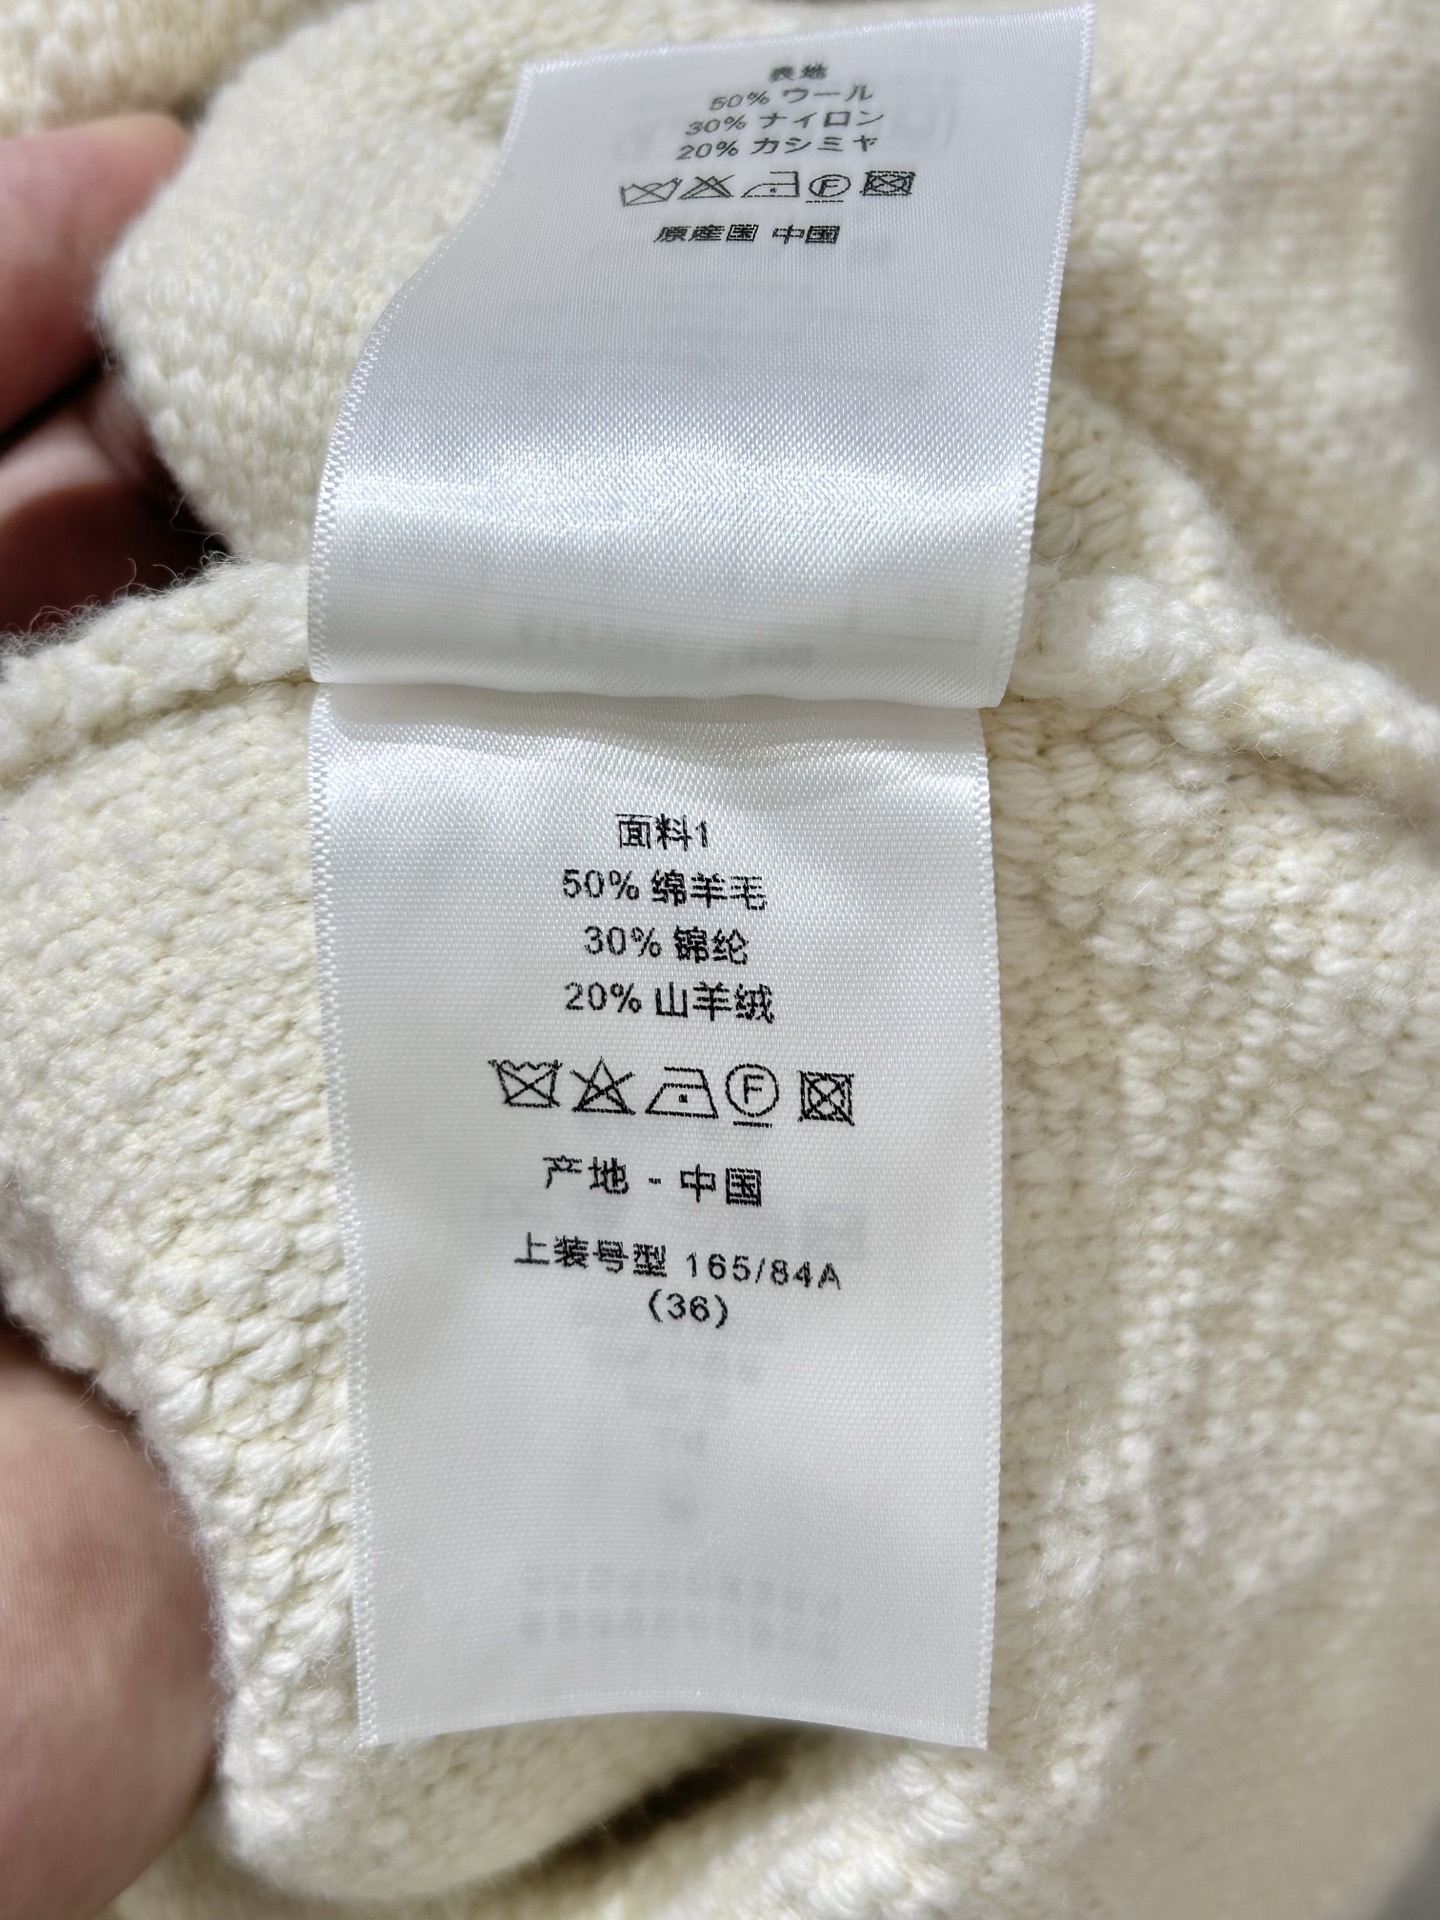 表地
50% ウール
30% ナイロン
20% カシミヤ
F
原産国 中国
面料1
50% 绵羊毛
30% 锦纶
20% 山羊绒
F
产地 - 中国
上装号型 165/84A
(36)